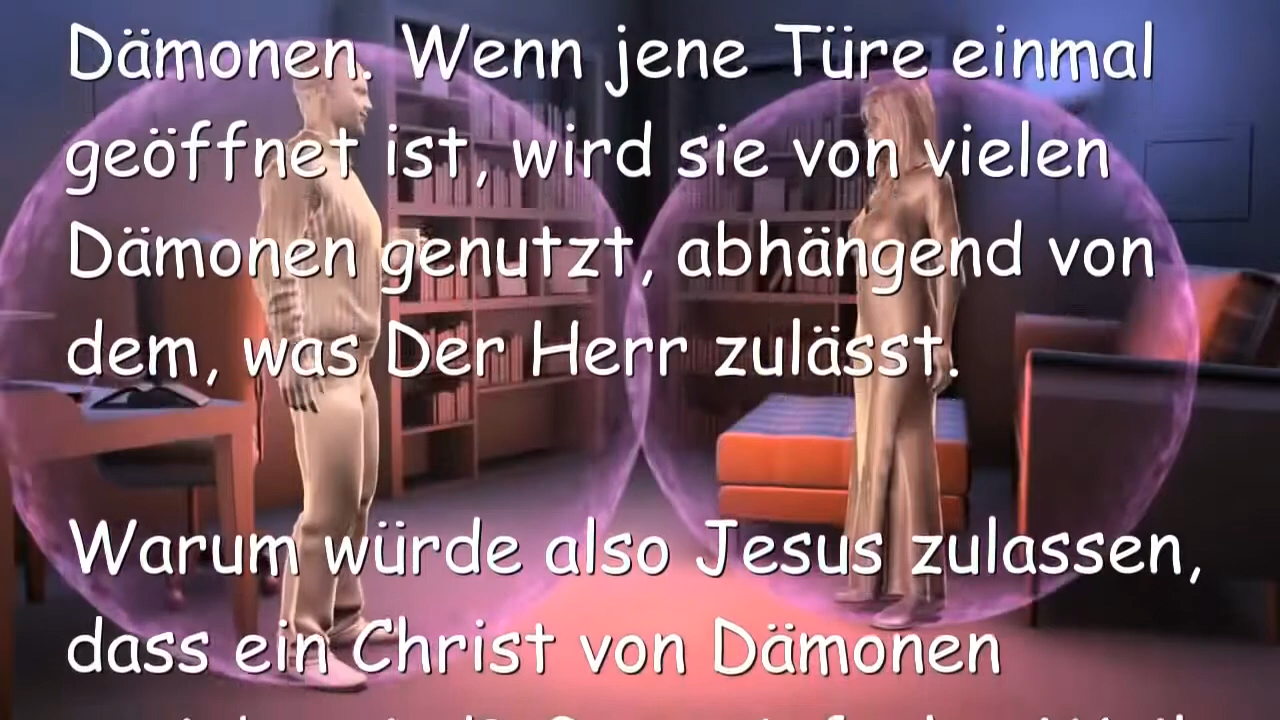 Dämonen. Wenn jene Türe einmal
geöffnet ist, wird sie von vielen
Dämonen genutzt, abhängend von
dem, was Der Herr zulässt.
Warum würde also Jesus zulassen,
dass ein Christ von Dämonen